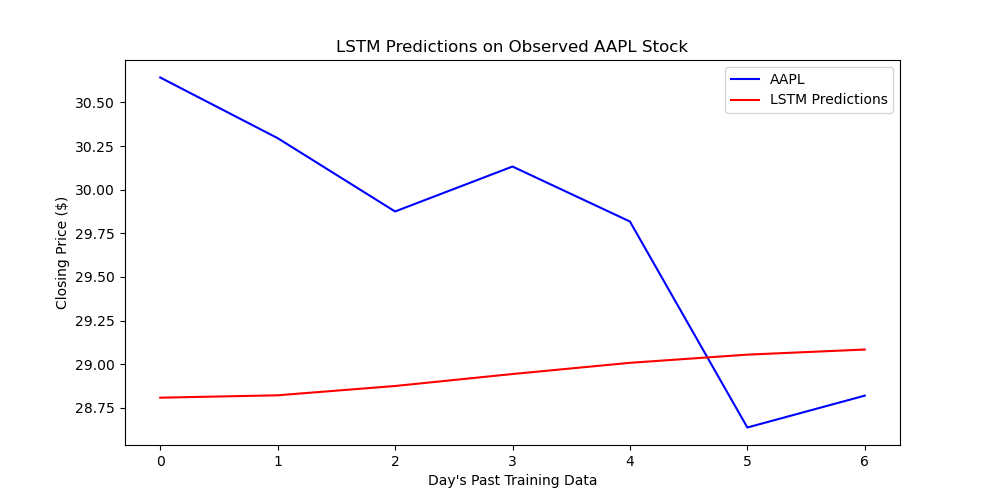 LSTM Predictions on Observed AAPL Stock
AAPL
LSTM Predictions
Closing Price ($)
30.50
30.25
30.00
29.75
29.50
29.25
29.00
28.75
0 1 2 3 4 5 6
Day's Past Training Data